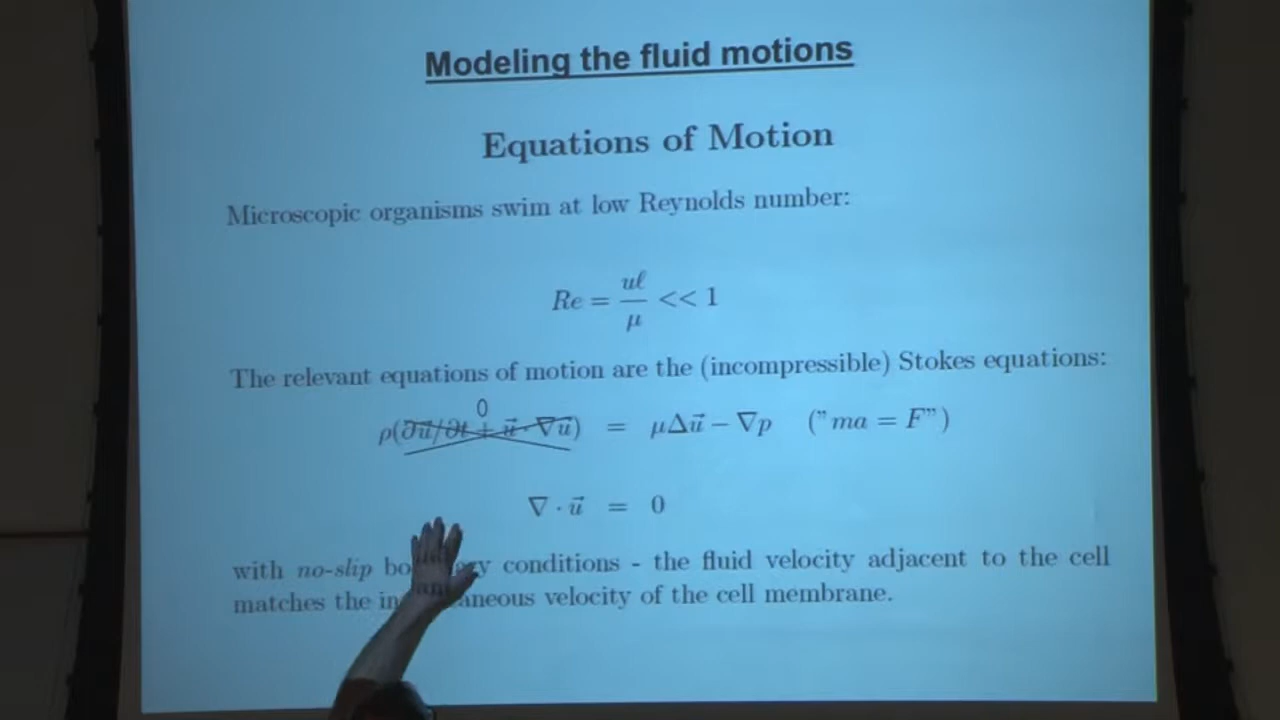 Modeling the fluid motions
Equations of Motion
Microscopic organisms swim at low Reynolds number:
Re = uℓ/μ << 1
The relevant equations of motion are the (incompressible) Stokes equations:
0
ρ(∂u⃗/∂t + u⃗ · ∇u⃗) = μΔu⃗ − ∇p ("ma = F")
∇ · u⃗ = 0
with no-slip conditions - the fluid velocity adjacent to the cell
matches the velocity of the cell membrane.